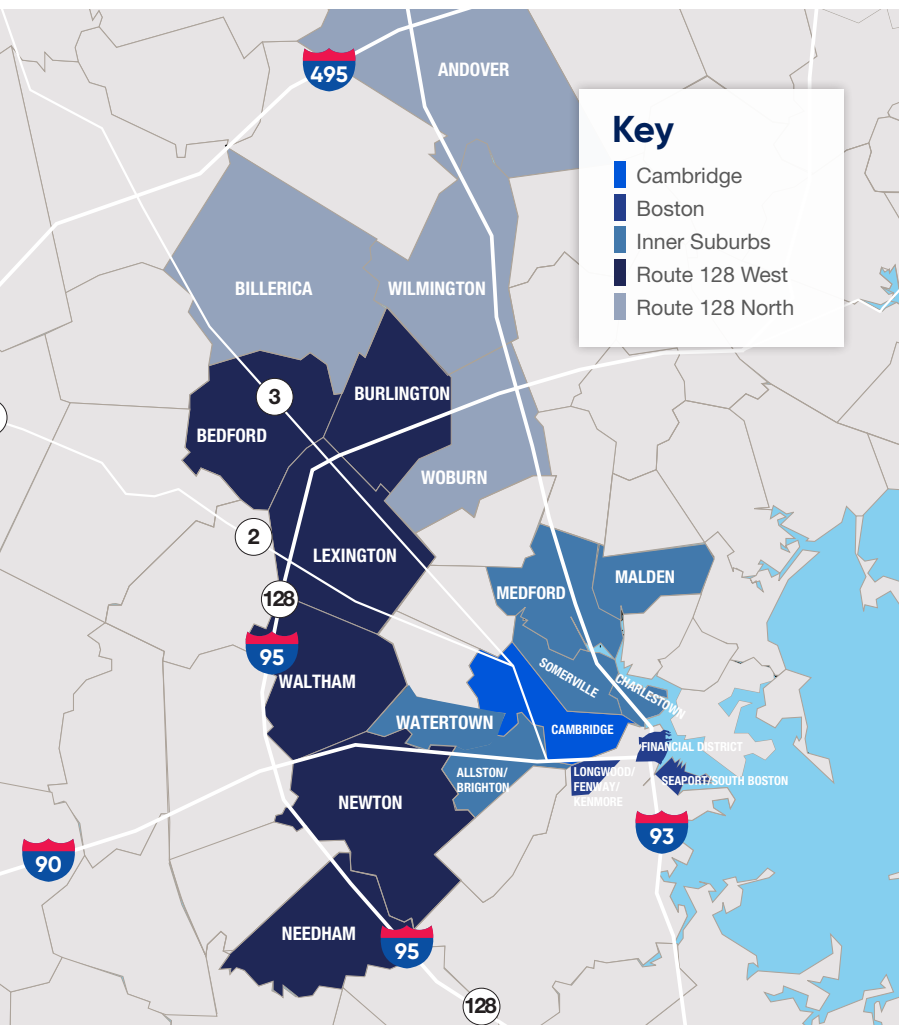 495
ANDOVER
Key
Cambridge
Boston
Inner Suburbs
Route 128 West
Route 128 North
BILLERICA
WILMINGTON
3
BURLINGTON
BEDFORD
WOBURN
2
LEXINGTON
128
MEDFORD
MALDEN
95
WALTHAM
SOMERVILLE
CHARLESTOWN
WATERTOWN
CAMBRIDGE
FINANCIAL DISTRICT
ALLSTON/
BRIGHTON
LONGWOOD/
FENWAY/
KENMORE
SEAPORT/SOUTH BOSTON
NEWTON
93
90
NEEDHAM
95
128